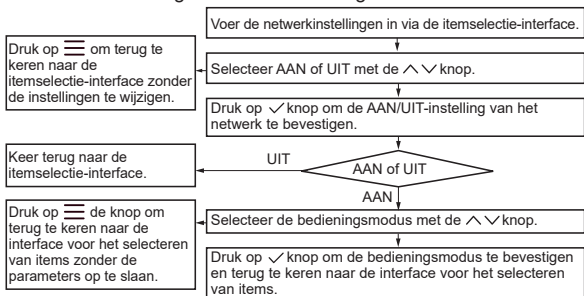 Voer de netwerkinstellingen in via de itemselectie-interface.
Druk op ☰ om terug te
keren naar de
itemselectie-interface zonder
de instellingen te wijzigen.
Selecteer AAN of UIT met de ︿﹀ knop.
Druk op ✓ knop om de AAN/UIT-instelling van het
netwerk te bevestigen.
Keer terug naar de
itemselectie-interface.
UIT
AAN of UIT
AAN
Druk op ☰ de knop om
terug te keren naar de
interface voor het selecteren
van items zonder de
parameters op te slaan.
Selecteer de bedieningsmodus met de ︿﹀ knop.
Druk op ✓ knop om de bedieningsmodus te bevestigen
en terug te keren naar de interface voor het selecteren
van items.